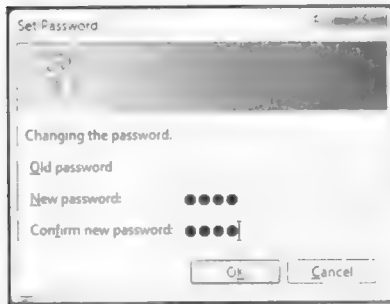 Set Password
Changing the password.
Old password
New password: ●●●●
Confirm new password: ●●●●
Ok Cancel